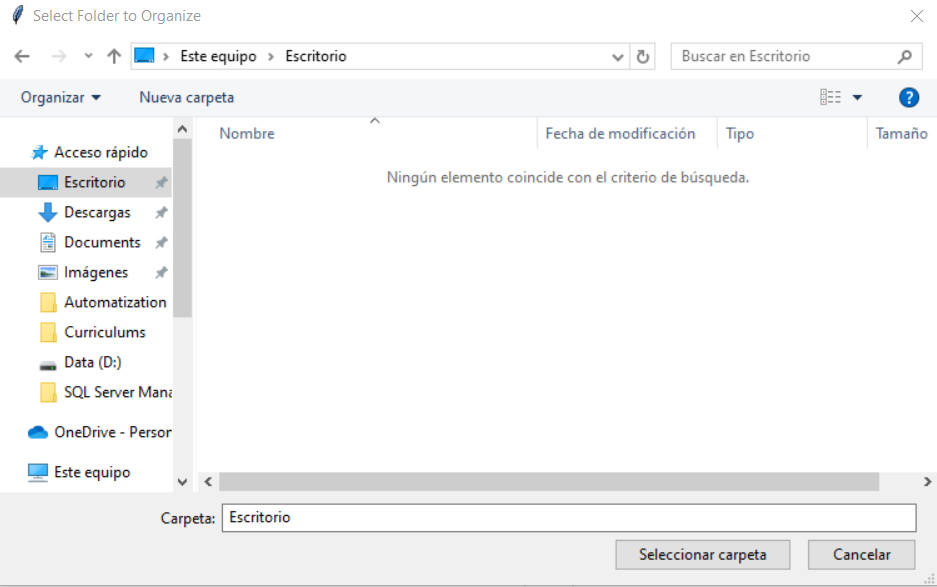 Select Folder to Organize
Este equipo Escritorio
Buscar en Escritorio
Organizar
Nueva carpeta
?
Nombre
Fecha de modificación
Tipo
Tamaño
Ningún elemento coincide con el criterio de búsqueda.
Acceso rápido
Escritorio
Descargas
Documents
Imágenes
Automatization
Curriculums
Data (D:)
SQL Server Mana
OneDrive - Person
Este equipo
Carpeta: Escritorio
Seleccionar carpeta
Cancelar